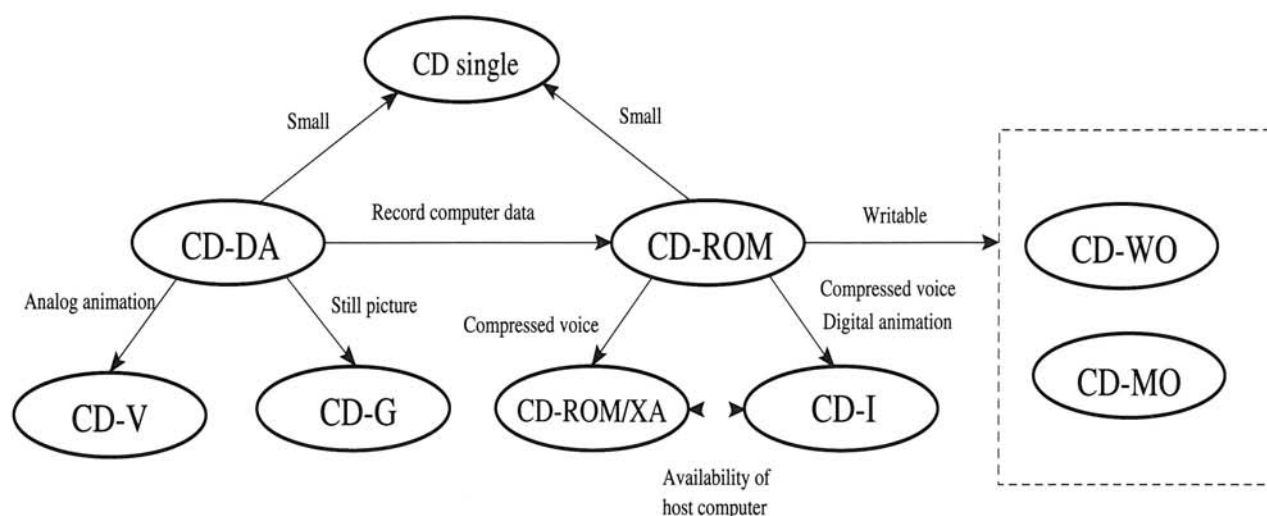 CD single
Small
Small
Record computer data
Writable
CD-DA
CD-ROM
CD-WO
Analog animation
Still picture
Compressed voice
Compressed voice
Digital animation
CD-MO
CD-V
CD-G
CD-ROM/XA
CD-I
Availability of
host computer